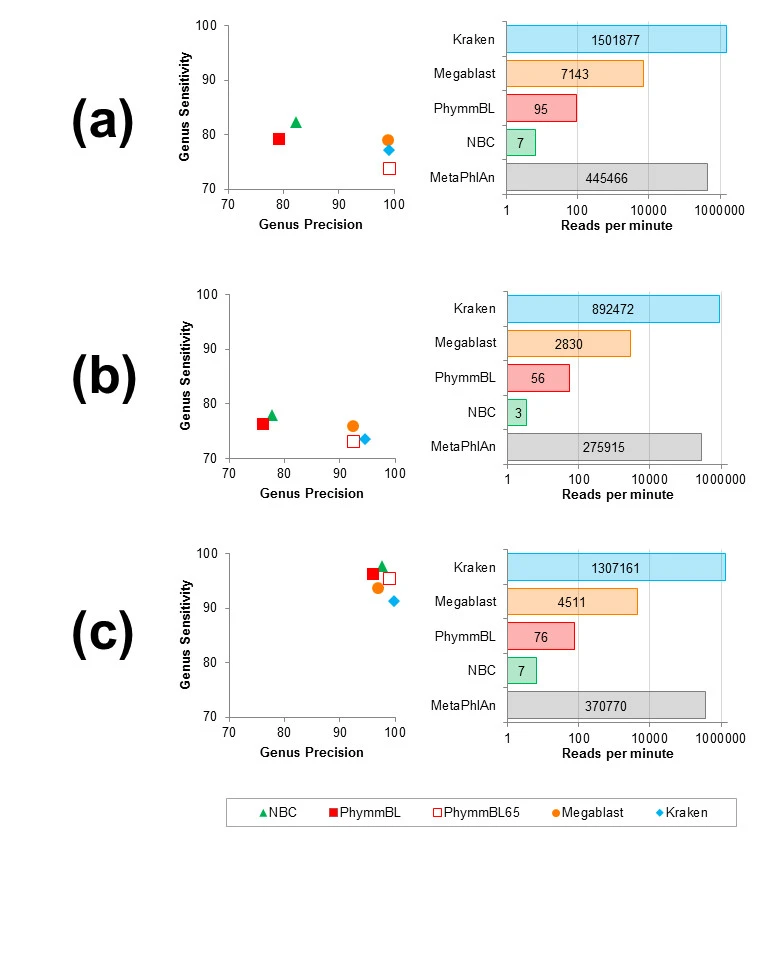 (a)
Genus Sensitivity
100
90
80
70
70 80 90 100
Genus Precision
Kraken 1501877
Megablast 7143
PhymmBL 95
NBC 7
MetaPhlAn 445466
1 100 10000 1000000
Reads per minute
(b)
Genus Sensitivity
100
90
80
70
70 80 90 100
Genus Precision
Kraken 892472
Megablast 2830
PhymmBL 56
NBC 3
MetaPhlAn 275915
1 100 10000 1000000
Reads per minute
(c)
Genus Sensitivity
100
90
80
70
70 80 90 100
Genus Precision
Kraken 1307161
Megablast 4511
PhymmBL 76
NBC 7
MetaPhlAn 370770
1 100 10000 1000000
Reads per minute
NBC PhymmBL PhymmBL65 Megablast Kraken